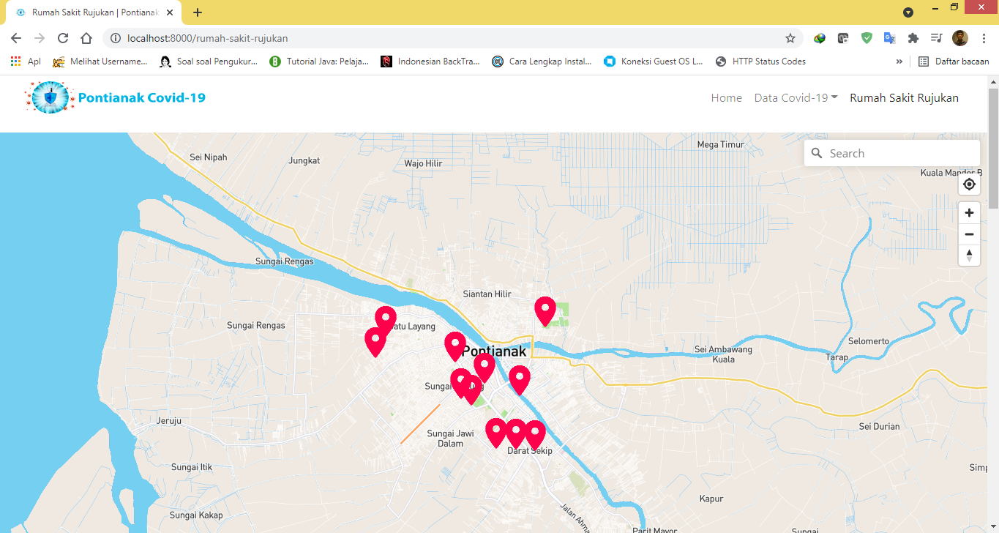 Rumah Sakit Rujukan | Pontianak
localhost:8000/rumah-sakit-rujukan
Apl
Melihat Username...
Soal soal Pengukur...
Tutorial Java: Pelaja...
Indonesian BackTra...
Cara Lengkap Instal...
Koneksi Guest OS L...
HTTP Status Codes
»
Daftar bacaan
Pontianak Covid-19
Home
Data Covid-19
Rumah Sakit Rujukan
Search
Mega Timur
Sei Nipah
Jungkat
Wajo Hilir
Kuala Mandor B
Sungai Rengas
Siantan Hilir
Sungai Rengas
Batu Layang
Selomerto
Pontianak
Sei Ambawang
Kuala
Tarap
Sungai
Jeruju
Sei Durian
Sungai Jawi
Dalam
Darat Sekip
Sungai Itik
Simp
Kapur
Sungai Kakap
Jalan Ahma
Parit Mayor
Sungai